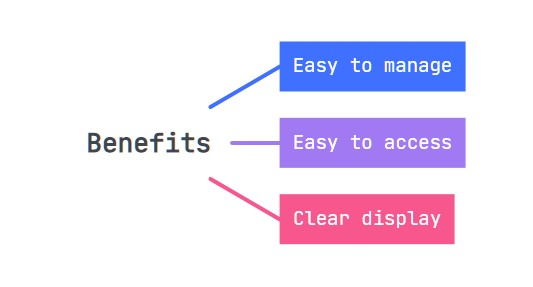 Benefits
Easy to manage
Easy to access
Clear display